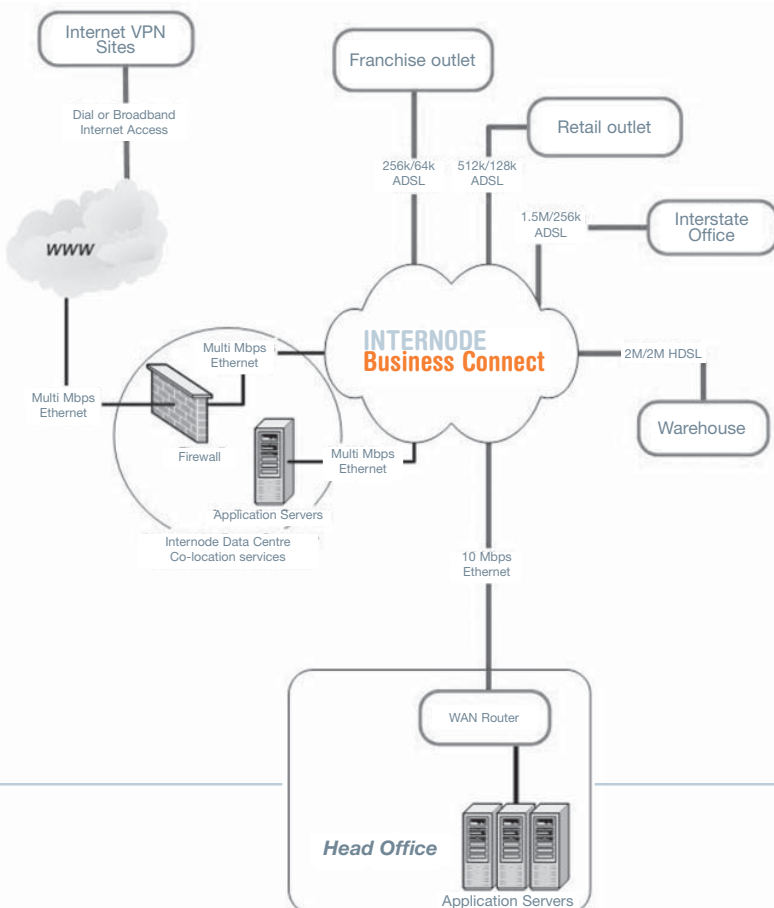 Internet VPN
Sites
Franchise outlet
Dial or Broadband
Internet Access
Retail outlet
256k/64k
ADSL
512k/128k
ADSL
1.5M/256k
ADSL
Interstate
Office
WWW
INTERNODE
Business Connect
Multi Mbps
Ethernet
2M/2M HDSL
Multi Mbps
Ethernet
Warehouse
Firewall
Multi Mbps
Ethernet
Application Servers
Internode Data Centre
Co-location services
10 Mbps
Ethernet
WAN Router
Head Office
Application Servers